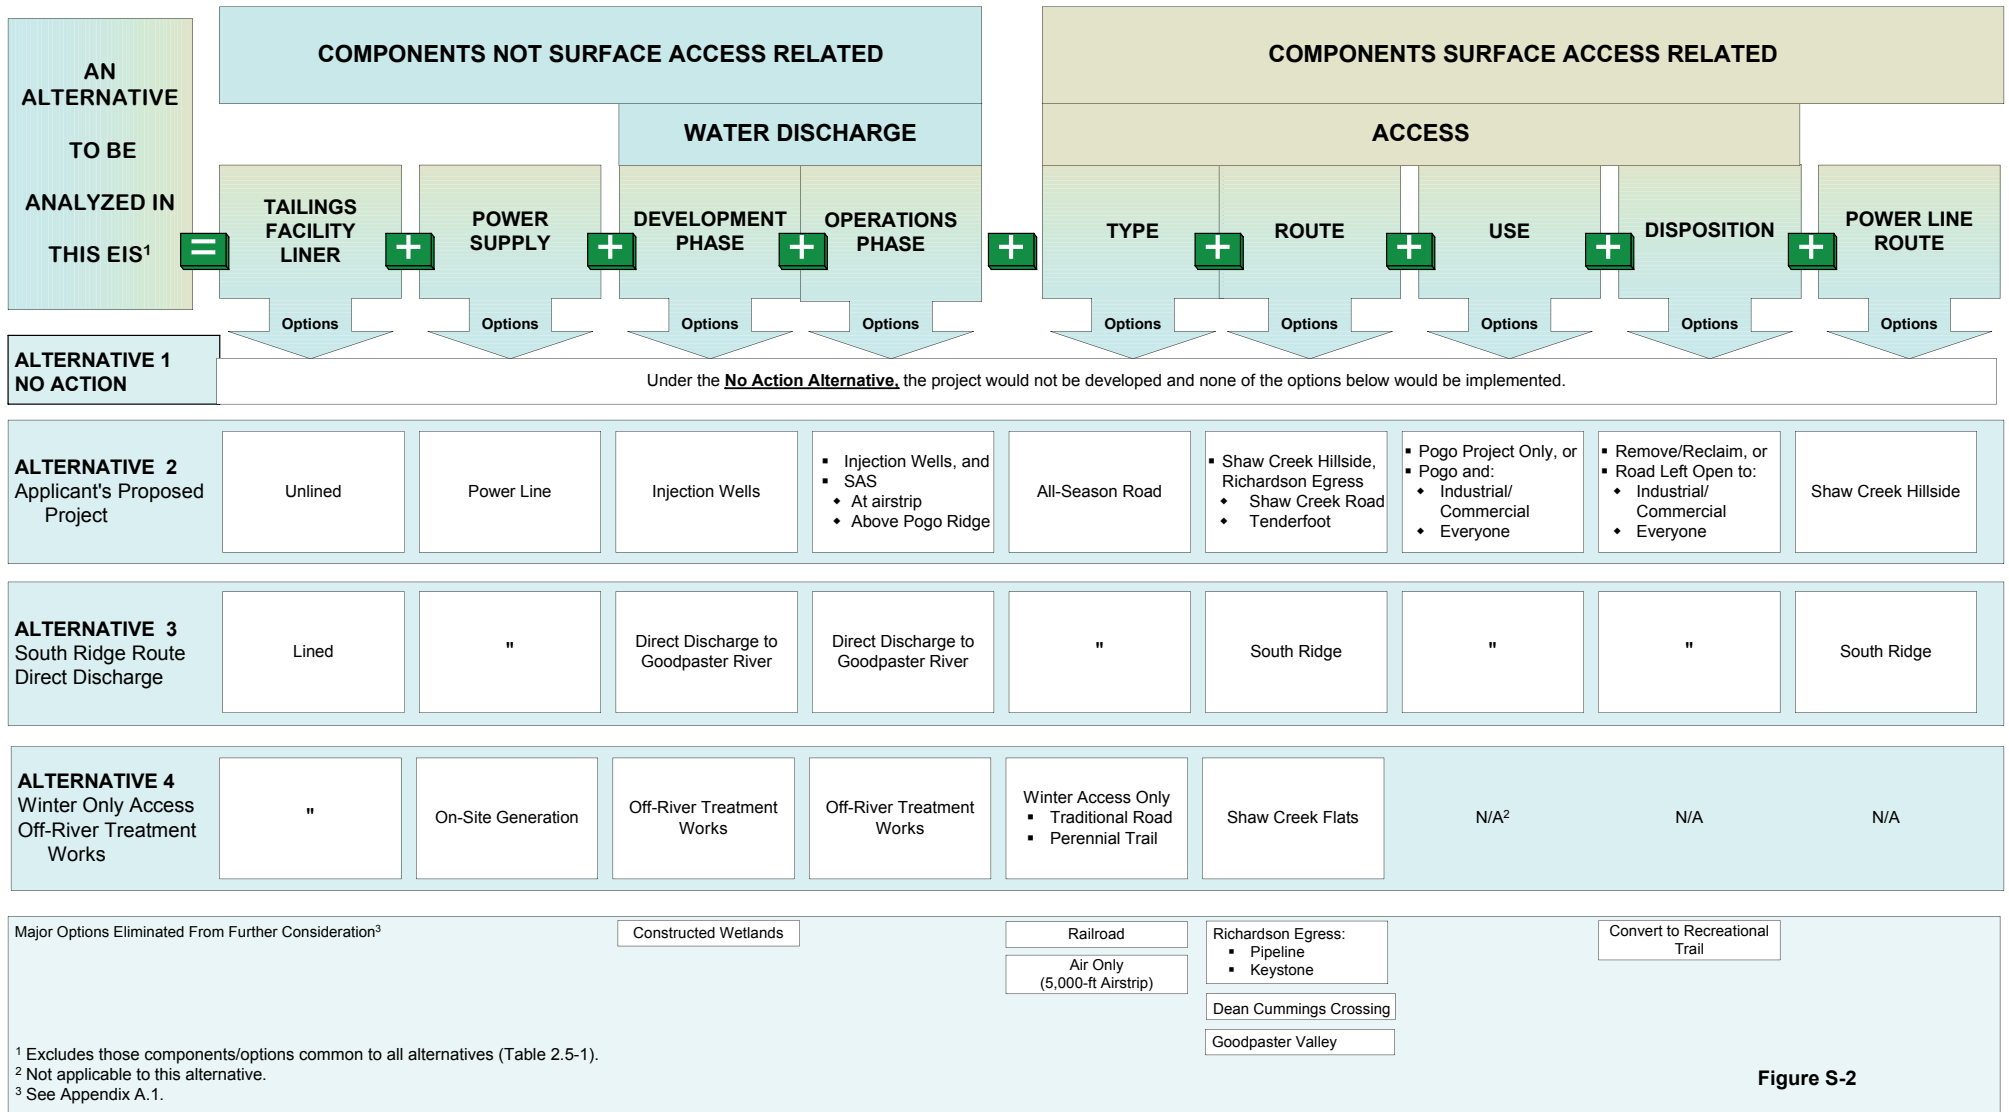 AN
ALTERNATIVE
TO BE
ANALYZED IN
THIS EIS¹
COMPONENTS NOT SURFACE ACCESS RELATED
COMPONENTS SURFACE ACCESS RELATED
WATER DISCHARGE
ACCESS
=
TAILINGS
FACILITY
LINER
+
POWER
SUPPLY
+
DEVELOPMENT
PHASE
+
OPERATIONS
PHASE
+
TYPE
+
ROUTE
+
USE
+
DISPOSITION
+
POWER LINE
ROUTE
Options
Options
Options
Options
Options
Options
Options
Options
Options
ALTERNATIVE 1
NO ACTION
Under the No Action Alternative, the project would not be developed and none of the options below would be implemented.
ALTERNATIVE 2
Applicant's Proposed
Project
Unlined
Power Line
Injection Wells
▪ Injection Wells, and
▪ SAS
◆ At airstrip
◆ Above Pogo Ridge
All-Season Road
▪ Shaw Creek Hillside,
Richardson Egress
◆ Shaw Creek Road
◆ Tenderfoot
▪ Pogo Project Only, or
▪ Pogo and:
◆ Industrial/
Commercial
◆ Everyone
▪ Remove/Reclaim, or
▪ Road Left Open to:
◆ Industrial/
Commercial
◆ Everyone
Shaw Creek Hillside
ALTERNATIVE 3
South Ridge Route
Direct Discharge
Lined
"
Direct Discharge to
Goodpaster River
Direct Discharge to
Goodpaster River
"
South Ridge
"
"
South Ridge
ALTERNATIVE 4
Winter Only Access
Off-River Treatment
Works
"
On-Site Generation
Off-River Treatment
Works
Off-River Treatment
Works
Winter Access Only
▪ Traditional Road
▪ Perennial Trail
Shaw Creek Flats
N/A²
N/A
N/A
Major Options Eliminated From Further Consideration³
Constructed Wetlands
Railroad
Air Only
(5,000-ft Airstrip)
Richardson Egress:
▪ Pipeline
▪ Keystone
Dean Cummings Crossing
Goodpaster Valley
Convert to Recreational
Trail
¹ Excludes those components/options common to all alternatives (Table 2.5-1).
² Not applicable to this alternative.
³ See Appendix A.1.
Figure S-2